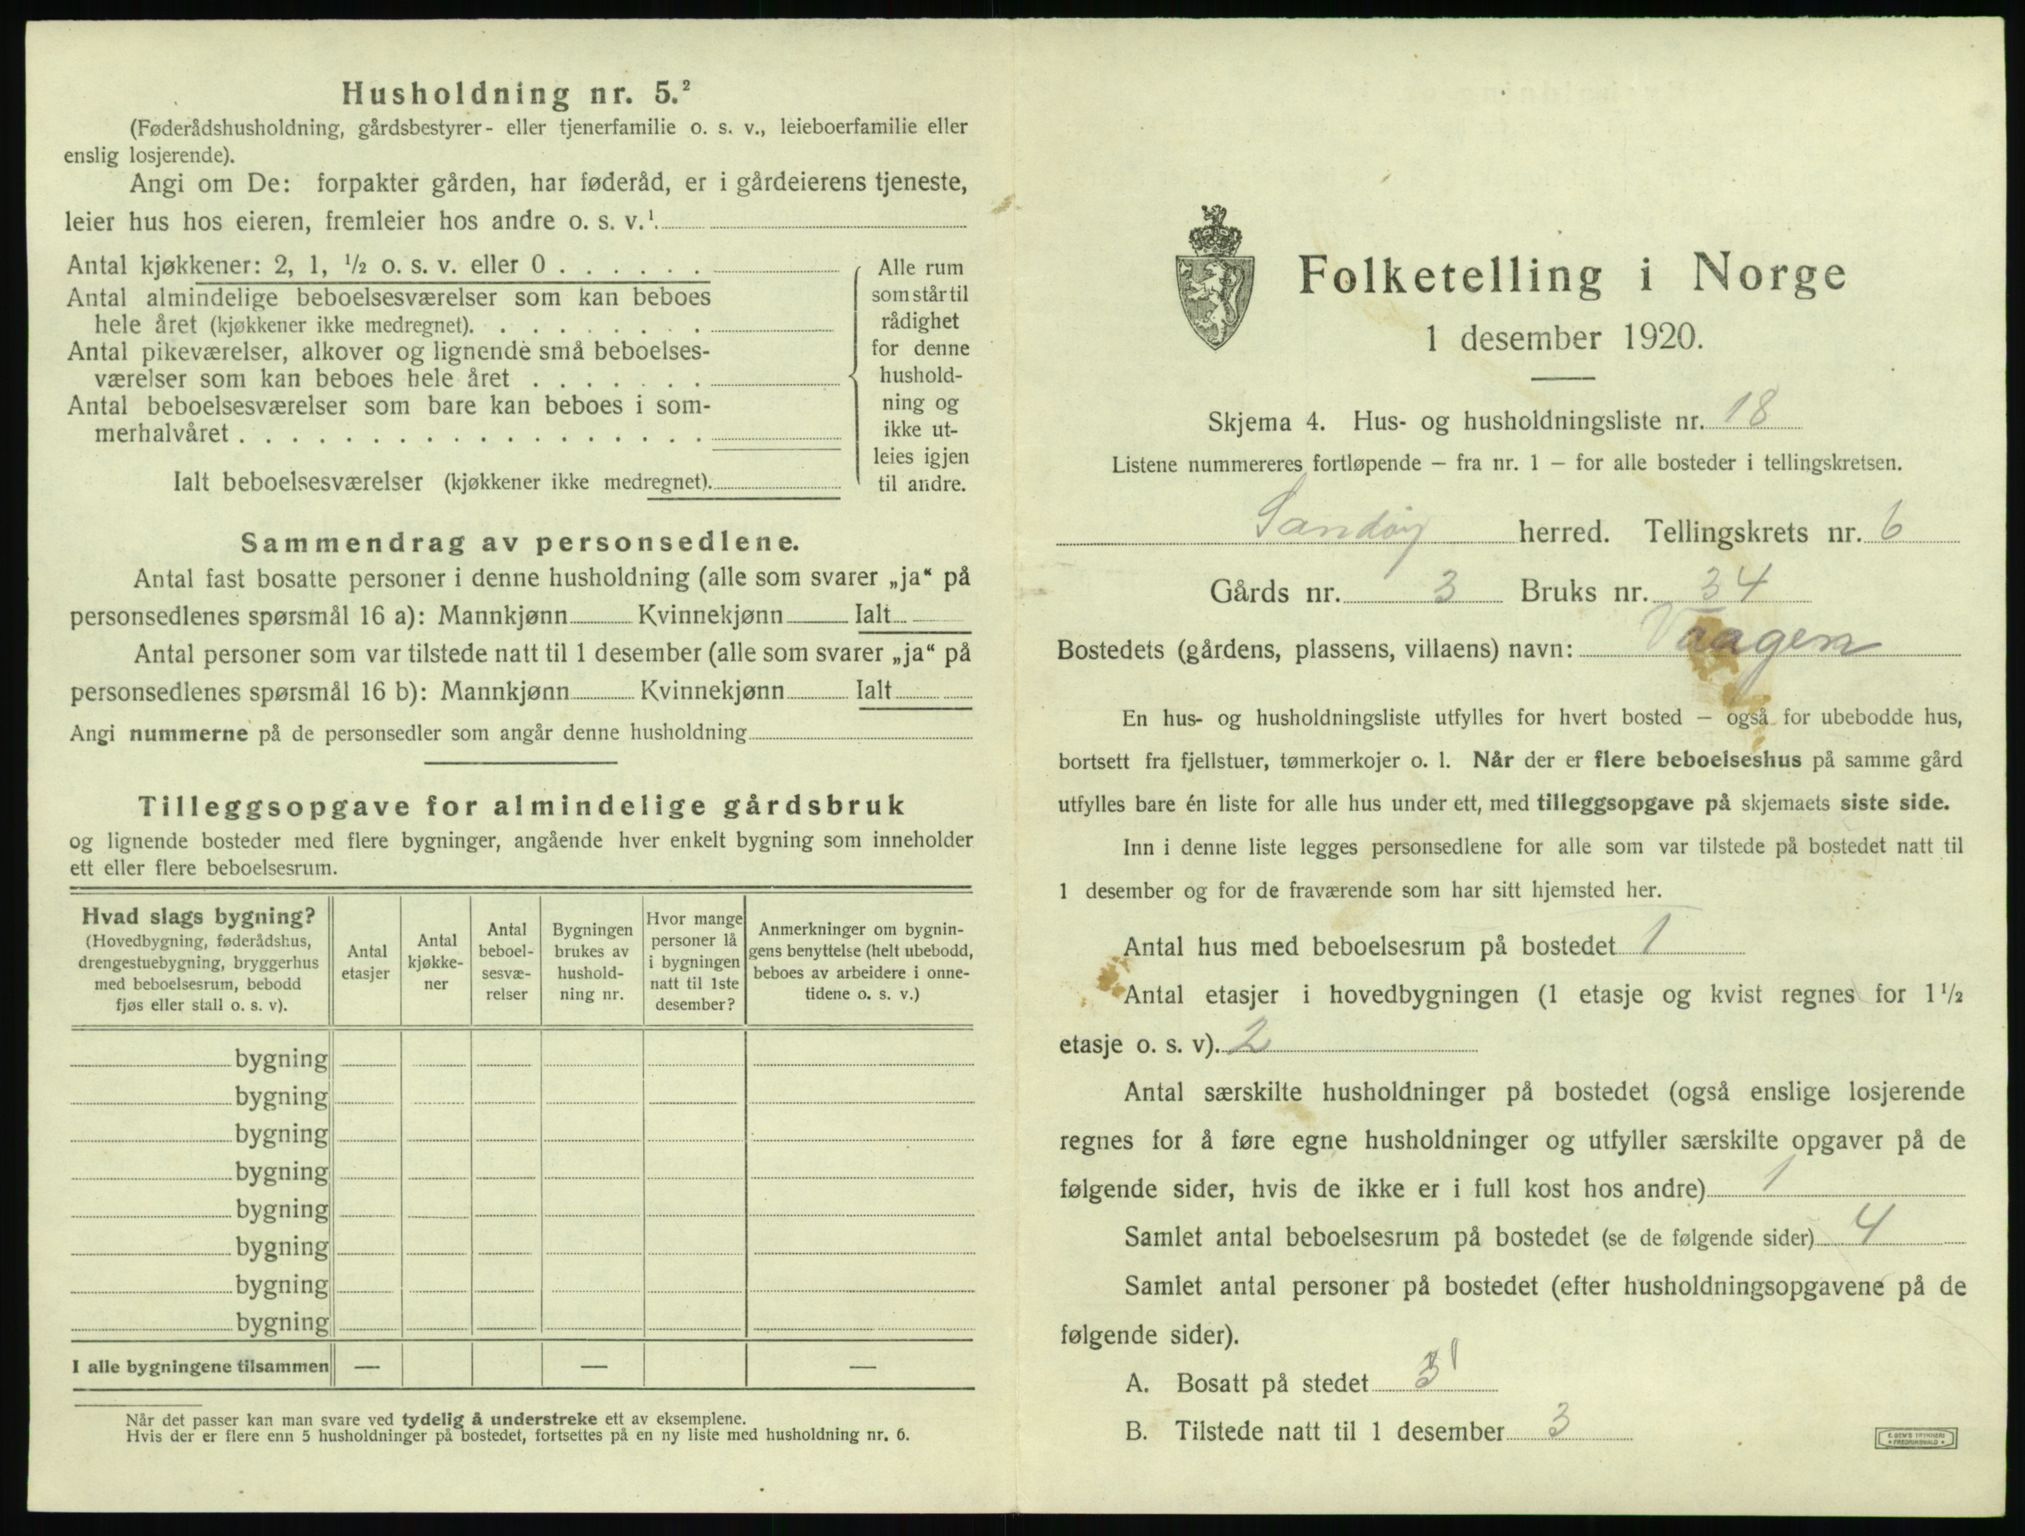 Husholdning nr. 5.²
(Føderådshusholdning, gårdsbestyrer- eller tjenerfamilie o. s. v., leieboerfamilie eller
enslig losjerende).
Angi om De: forpakter gården, har føderåd, er i gårdeierens tjeneste,
leier hus hos eieren, fremleier hos andre o. s. v.¹
Antal kjøkkener: 2, 1, ½ o. s. v. eller 0 . . . . . .
Antal almindelige beboelsesværelser som kan beboes
hele året (kjøkkener ikke medregnet). . . . . . . . .
Antal pikeværelser, alkover og lignende små beboelses-
værelser som kan beboes hele året . . . . . . .
Antal beboelsesværelser som bare kan beboes i som-
merhalvåret . . . . . . . . . . . . . . . . . .
Ialt beboelsesværelser (kjøkkener ikke medregnet).
Alle rum
som står til
rådighet
for denne
hushold-
ning og
ikke ut-
leies igjen
til andre.
Sammendrag av personsedlene.
Antal fast bosatte personer i denne husholdning (alle som svarer „ja“ på
personsedlenes spørsmål 16 a): Mannkjønn Kvinnekjønn Ialt
Antal personer som var tilstede natt til 1 desember (alle som svarer „ja“ på
personsedlenes spørsmål 16 b): Mannkjønn Kvinnekjønn Ialt
Angi nummerne på de personsedler som angår denne husholdning
Tilleggsopgave for almindelige gårdsbruk
og lignende bosteder med flere bygninger, angående hver enkelt bygning som inneholder
ett eller flere beboelsesrum.
Hvad slags bygning?
(Hovedbygning, føderådshus,
drengestuebygning, bryggerhus
med beboelsesrum, bebodd
fjøs eller stall o. s. v).
Antal
etasjer
Antal
kjøkke-
ner
Antal
beboel-
sesvæ-
relser
Bygningen
brukes av
hushold-
ning nr.
Hvor mange
personer lå
i bygningen
natt til 1ste
desember?
Anmerkninger om bygnin-
gens benyttelse (helt ubebodd,
beboes av arbeidere i onne-
tidene o. s. v.)
bygning
bygning
bygning
bygning
bygning
bygning
bygning
bygning
I alle bygningene tilsammen — — —
Når det passer kan man svare ved tydelig å understreke ett av eksemplene.
Hvis der er flere enn 5 husholdninger på bostedet, fortsettes på en ny liste med husholdning nr. 6.
Folketelling i Norge
1 desember 1920.
Skjema 4. Hus- og husholdningsliste nr. 18
Listene nummereres fortløpende – fra nr. 1 – for alle bosteder i tellingskretsen.
Sandøy herred. Tellingskrets nr. 6
Gårds nr. 3 Bruks nr. 34
Bostedets (gårdens, plassens, villaens) navn: Vaagen
En hus- og husholdningsliste utfylles for hvert bosted – også for ubebodde hus,
bortsett fra fjellstuer, tømmerkojer o. l. Når der er flere beboelseshus på samme gård
utfylles bare én liste for alle hus under ett, med tilleggsopgave på skjemaets siste side.
Inn i denne liste legges personsedlene for alle som var tilstede på bostedet natt til
1 desember og for de fraværende som har sitt hjemsted her.
Antal hus med beboelsesrum på bostedet 1
Antal etasjer i hovedbygningen (1 etasje og kvist regnes for 1½
etasje o. s. v). 2
Antal særskilte husholdninger på bostedet (også enslige losjerende
regnes for å føre egne husholdninger og utfyller særskilte opgaver på de
følgende sider, hvis de ikke er i full kost hos andre) 1
Samlet antal beboelsesrum på bostedet (se de følgende sider) 4
Samlet antal personer på bostedet (efter husholdningsopgavene på de
følgende sider).
A. Bosatt på stedet 3
B. Tilstede natt til 1 desember 3